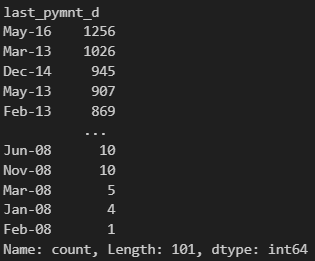 last_pymnt_d
May-16    1256
Mar-13    1026
Dec-14     945
May-13     907
Feb-13     869
          ...
Jun-08      10
Nov-08      10
Mar-08       5
Jan-08       4
Feb-08       1
Name: count, Length: 101, dtype: int64